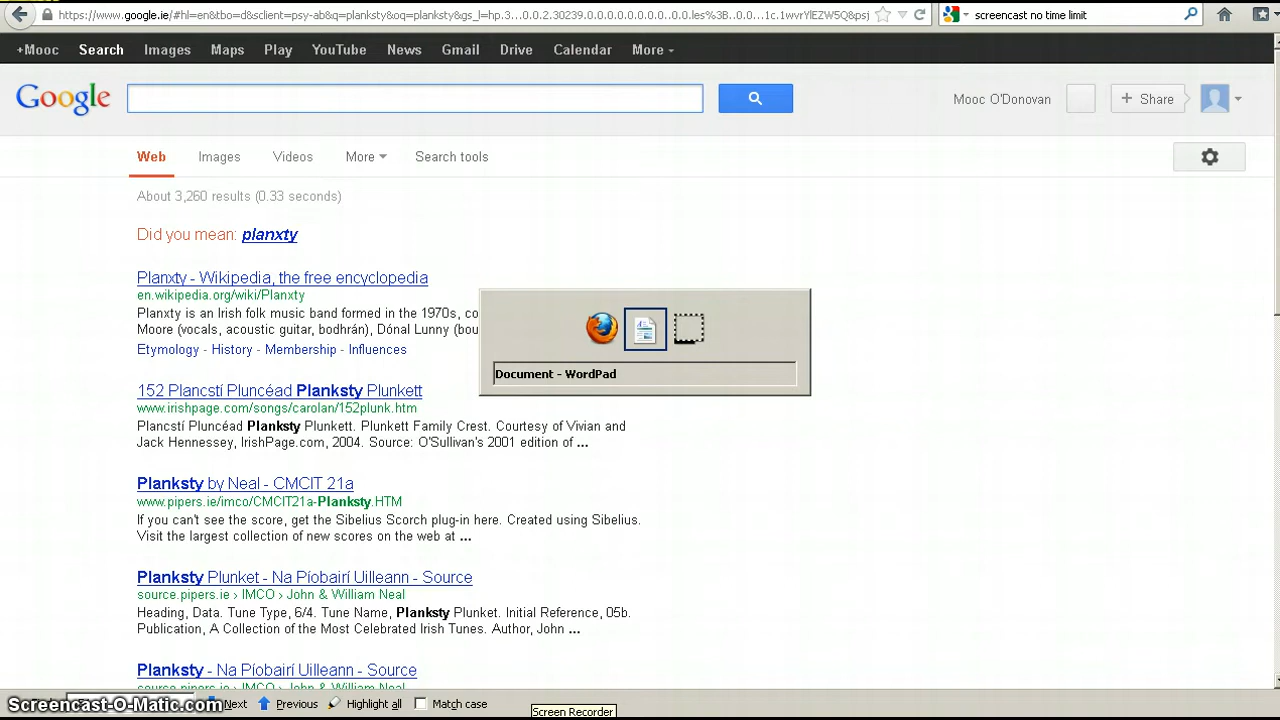 https://www.google.ie/#hl=en&tbo=d&sclient=psy-ab&q=planksty&oq=planksty&gs_l=hp.3...0.0.2.30239.0.0.0.0.0.0.0.0..0.0.les%3B..0.0...1c.1wvrYlEZW5Q&psj
screencast no time limit
+Mooc Search Images Maps Play YouTube News Gmail Drive Calendar More
Google
Mooc O'Donovan
+ Share
Web Images Videos More Search tools
About 3,260 results (0.33 seconds)
Did you mean: planxty
Planxty - Wikipedia, the free encyclopedia
en.wikipedia.org/wiki/Planxty
Planxty is an Irish folk music band formed in the 1970s, co
Moore (vocals, acoustic guitar, bodhrán), Dónal Lunny (bou
Etymology - History - Membership - Influences
Document - WordPad
152 Plancstí Pluncéad Planksty Plunkett
www.irishpage.com/songs/carolan/152plunk.htm
Plancstí Pluncéad Planksty Plunkett. Plunkett Family Crest. Courtesy of Vivian and
Jack Hennessey, IrishPage.com, 2004. Source: O'Sullivan's 2001 edition of ...
Planksty by Neal - CMCIT 21a
www.pipers.ie/imco/CMCIT21a-Planksty.HTM
If you can't see the score, get the Sibelius Scorch plug-in here. Created using Sibelius.
Visit the largest collection of new scores on the web at ...
Planksty Plunket - Na Píobairí Uilleann - Source
source.pipers.ie › IMCO › John & William Neal
Heading, Data. Tune Type, 6/4. Tune Name, Planksty Plunket. Initial Reference, 05b.
Publication, A Collection of the Most Celebrated Irish Tunes. Author, John ...
Planksty - Na Píobairí Uilleann - Source
source.pipers.ie › IMCO › John & William Neal
Screencast-O-Matic.com
Next Previous Highlight all Match case
Screen Recorder